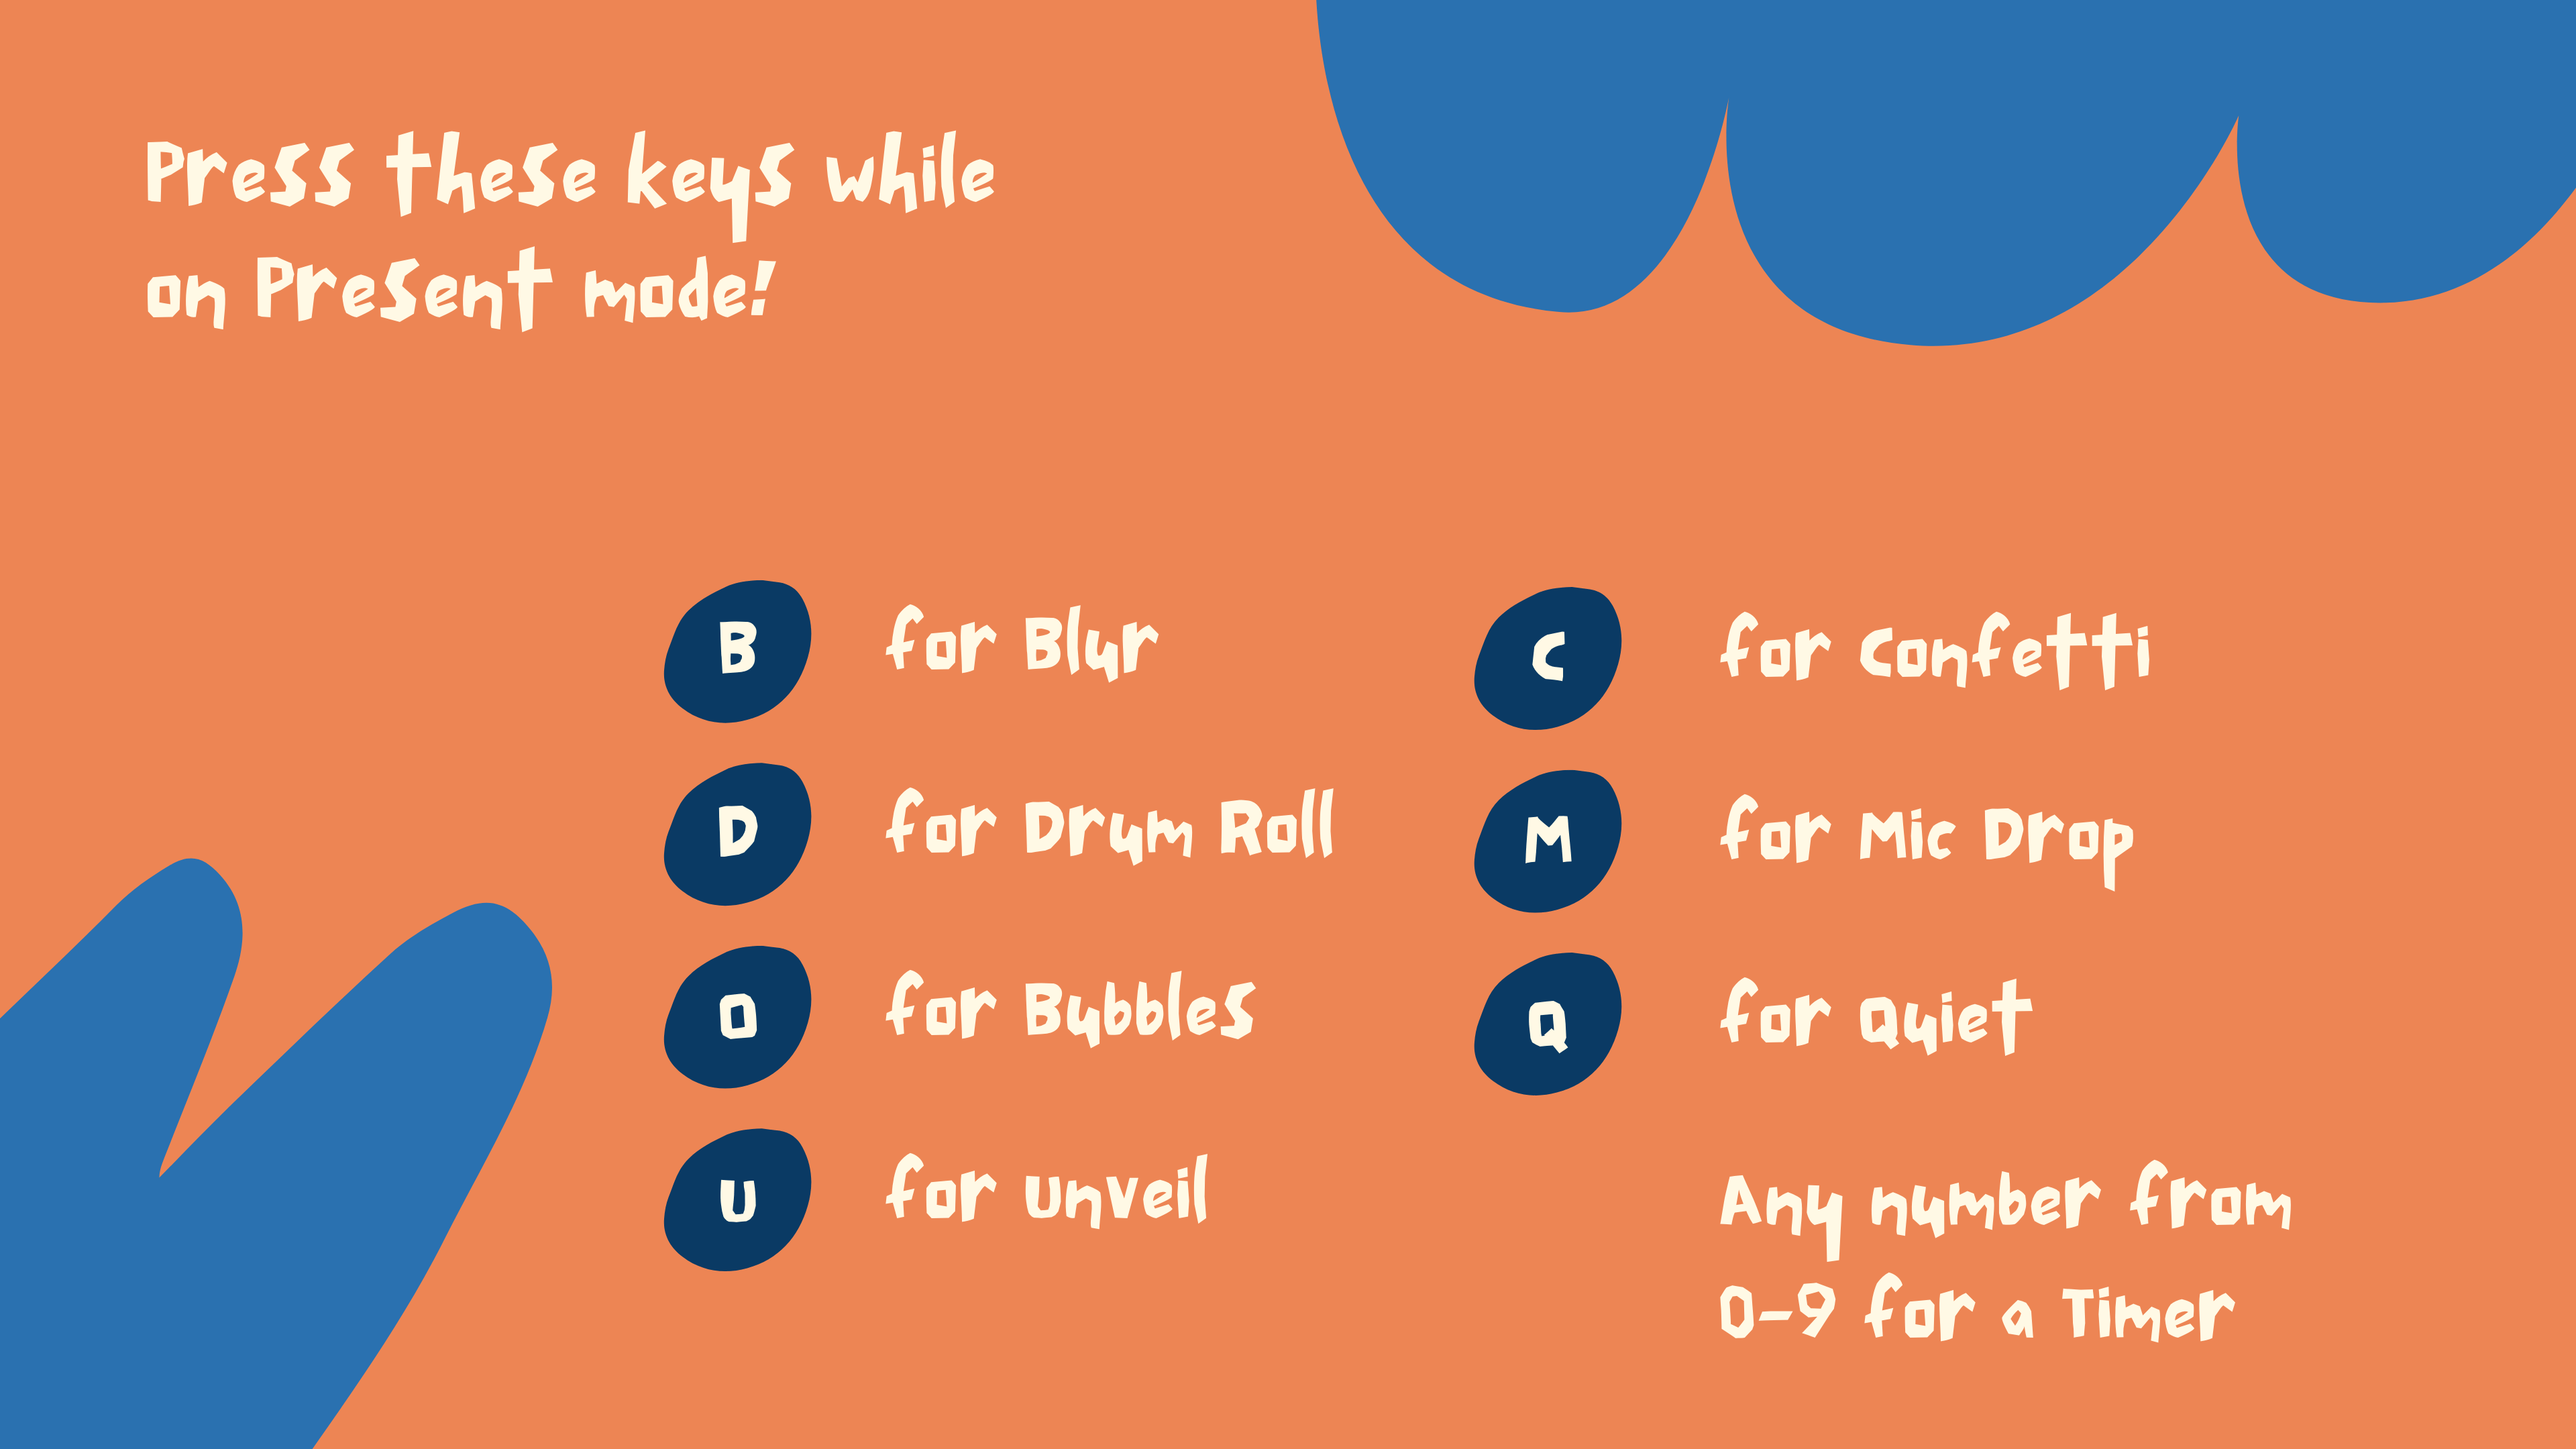 Press these keys while
on Present mode!
B for Blur
D for Drum Roll
O for Bubbles
U for Unveil
C for Confetti
M for Mic Drop
Q for Quiet
Any number from
0-9 for a Timer